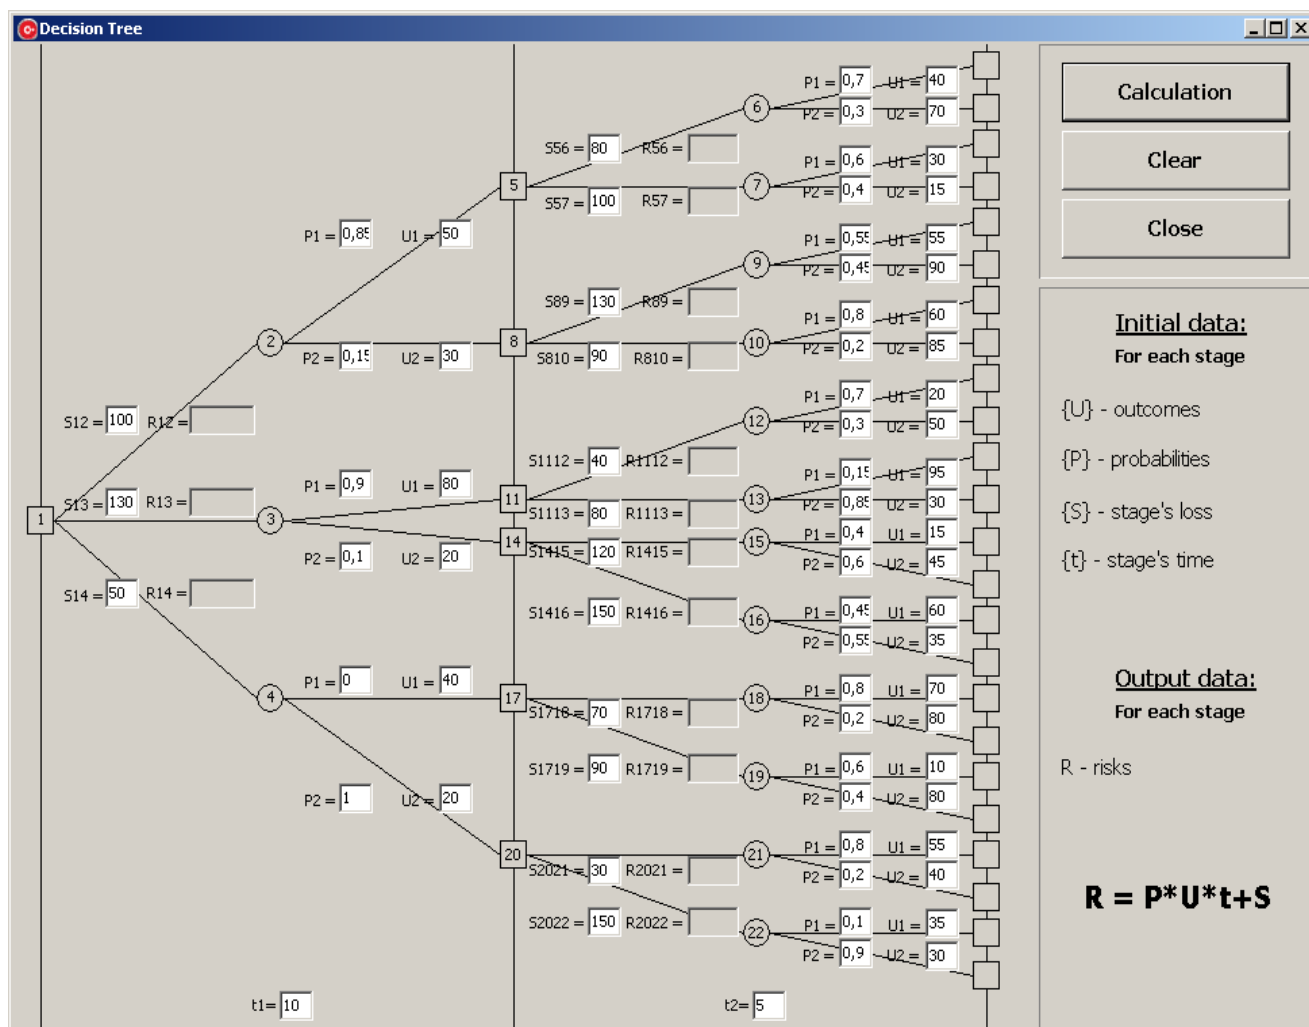 Decision Tree
P1 = 0,7 U1 = 40
6
P2 = 0,3 U2 = 70
S56 = 80 R56 =
P1 = 0,6 U1 = 30
5
7
P2 = 0,4 U2 = 15
S57 = 100 R57 =
P1 = 0,85 U1 = 50
P1 = 0,55 U1 = 55
9
P2 = 0,45 U2 = 90
S89 = 130 R89 =
P1 = 0,8 U1 = 60
2
8
10
P2 = 0,15 U2 = 30
S810 = 90 R810 =
P2 = 0,2 U2 = 85
P1 = 0,7 U1 = 20
S12 = 100 R12 =
12
P2 = 0,3 U2 = 50
S1112 = 40 R1112 =
P1 = 0,15 U1 = 95
P1 = 0,9 U1 = 80
S13 = 130 R13 =
11
13
S1113 = 80 R1113 =
P2 = 0,85 U2 = 30
1
3
P1 = 0,4 U1 = 15
14
15
S1415 = 120 R1415 =
P2 = 0,1 U2 = 20
P2 = 0,6 U2 = 45
S14 = 50 R14 =
S1416 = 150 R1416 =
P1 = 0,45 U1 = 60
16
P2 = 0,55 U2 = 35
P1 = 0 U1 = 40
P1 = 0,8 U1 = 70
4
17
18
S1718 = 70 R1718 =
P2 = 0,2 U2 = 80
S1719 = 90 R1719 =
P1 = 0,6 U1 = 10
19
P2 = 1 U2 = 20
P2 = 0,4 U2 = 80
P1 = 0,8 U1 = 55
20
21
S2021 = 30 R2021 =
P2 = 0,2 U2 = 40
S2022 = 150 R2022 =
P1 = 0,1 U1 = 35
22
P2 = 0,9 U2 = 30
t1= 10
t2= 5
Calculation
Clear
Close
Initial data:
For each stage
{U} - outcomes
{P} - probabilities
{S} - stage's loss
{t} - stage's time
Output data:
For each stage
R - risks
R = P*U*t+S